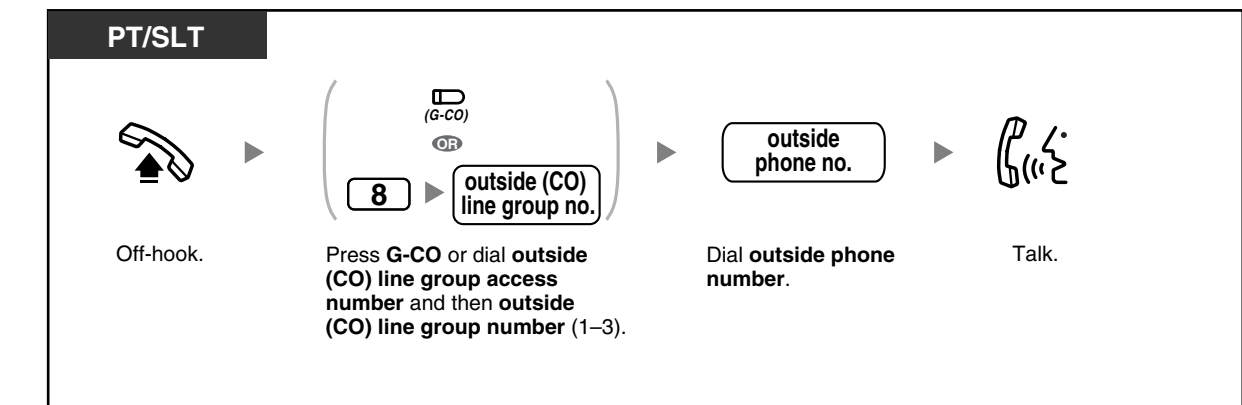 PT/SLT
(G-CO)
OR
8
outside (CO)
line group no.
outside
phone no.
Off-hook.
Press G-CO or dial outside
(CO) line group access
number and then outside
(CO) line group number (1–3).
Dial outside phone
number.
Talk.